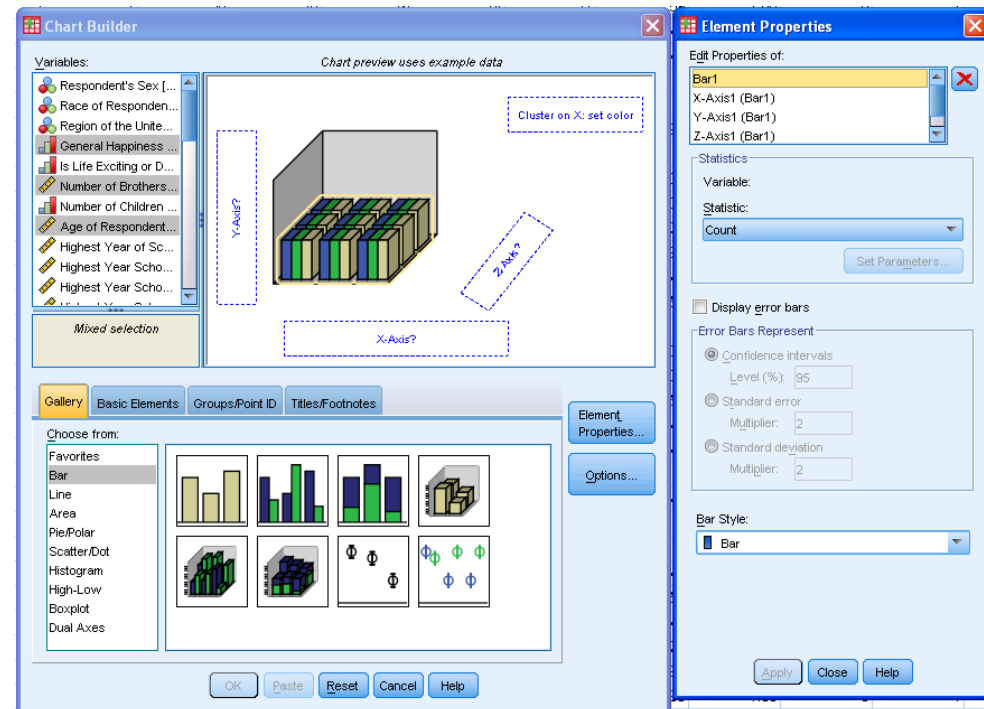 Chart Builder
Variables:
Chart preview uses example data
Respondent's Sex [...
Race of Responden...
Region of the Unite...
General Happiness ...
Is Life Exciting or D...
Number of Brothers...
Number of Children ...
Age of Respondent...
Highest Year of Sc...
Highest Year Scho...
Highest Year Scho...
Mixed selection
Cluster on X: set color
Y-Axis?
Z-Axis?
X-Axis?
Gallery
Basic Elements
Groups/Point ID
Titles/Footnotes
Choose from:
Favorites
Bar
Line
Area
Pie/Polar
Scatter/Dot
Histogram
High-Low
Boxplot
Dual Axes
Element
Properties...
Options...
OK
Paste
Reset
Cancel
Help
Element Properties
Edit Properties of:
Bar1
X-Axis1 (Bar1)
Y-Axis1 (Bar1)
Z-Axis1 (Bar1)
Statistics
Variable:
Statistic:
Count
Set Parameters...
Display error bars
Error Bars Represent
Confidence intervals
Level (%): 95
Standard error
Multiplier: 2
Standard deviation
Multiplier: 2
Bar Style:
Bar
Apply
Close
Help